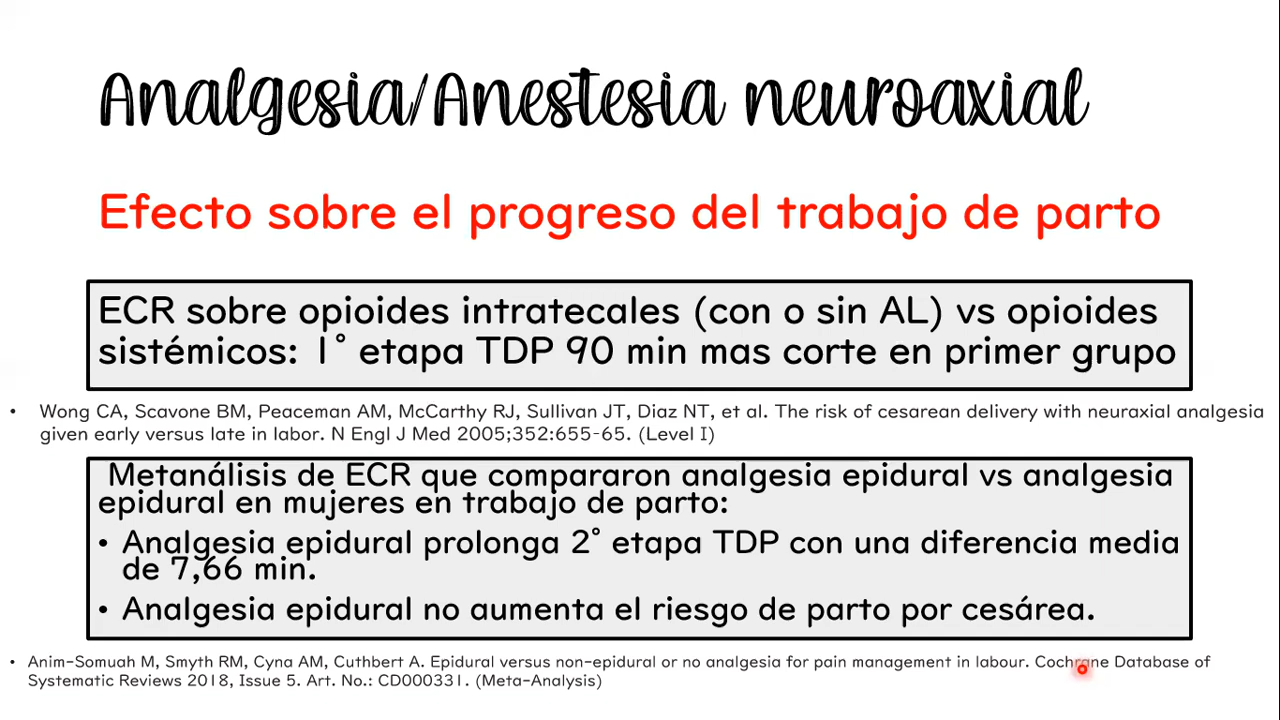 Analgesia/Anestesia neuroaxial
Efecto sobre el progreso del trabajo de parto
ECR sobre opioides intratecales (con o sin AL) vs opioides
sistémicos: 1° etapa TDP 90 min mas corte en primer grupo
• Wong CA, Scavone BM, Peaceman AM, McCarthy RJ, Sullivan JT, Diaz NT, et al. The risk of cesarean delivery with neuraxial analgesia
given early versus late in labor. N Engl J Med 2005;352:655-65. (Level I)
Metanálisis de ECR que compararon analgesia epidural vs analgesia
epidural en mujeres en trabajo de parto:
• Analgesia epidural prolonga 2° etapa TDP con una diferencia media
de 7,66 min.
• Analgesia epidural no aumenta el riesgo de parto por cesárea.
• Anim-Somuah M, Smyth RM, Cyna AM, Cuthbert A. Epidural versus non-epidural or no analgesia for pain management in labour. Cochrane Database of
Systematic Reviews 2018, Issue 5. Art. No.: CD000331. (Meta-Analysis)